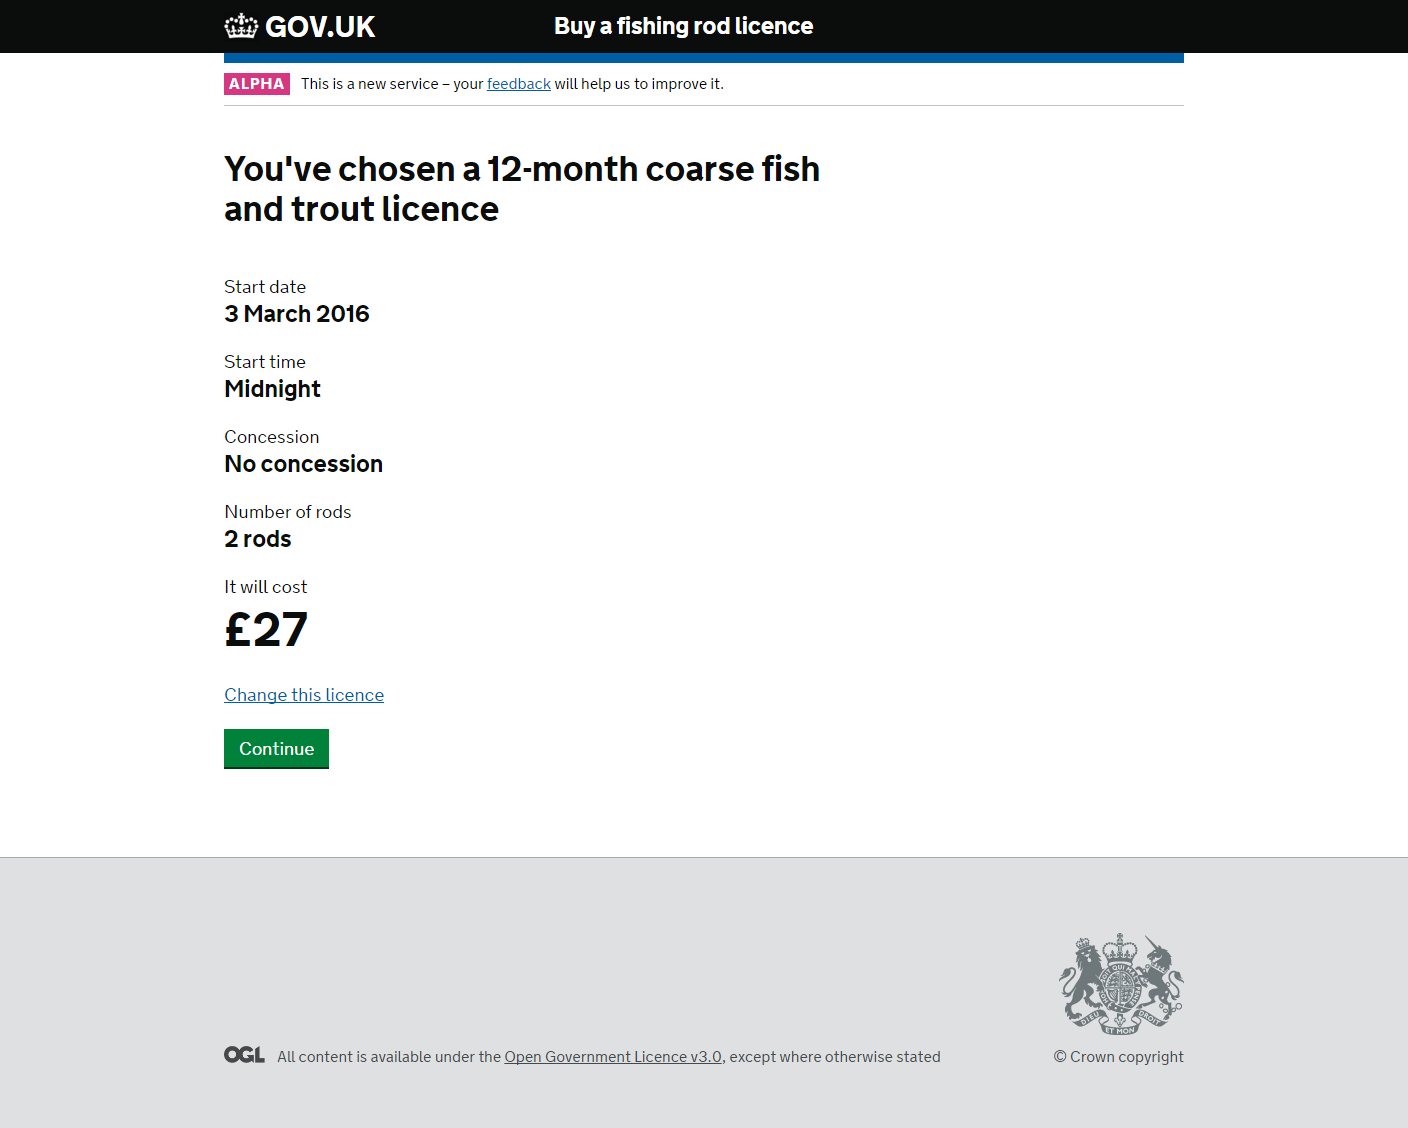 GOV.UK Buy a fishing rod licence
ALPHA This is a new service – your feedback will help us to improve it.
You've chosen a 12-month coarse fish
and trout licence
Start date
3 March 2016
Start time
Midnight
Concession
No concession
Number of rods
2 rods
It will cost
£27
Change this licence
Continue
DIEU ET MON DROIT
OGL All content is available under the Open Government Licence v3.0, except where otherwise stated
© Crown copyright